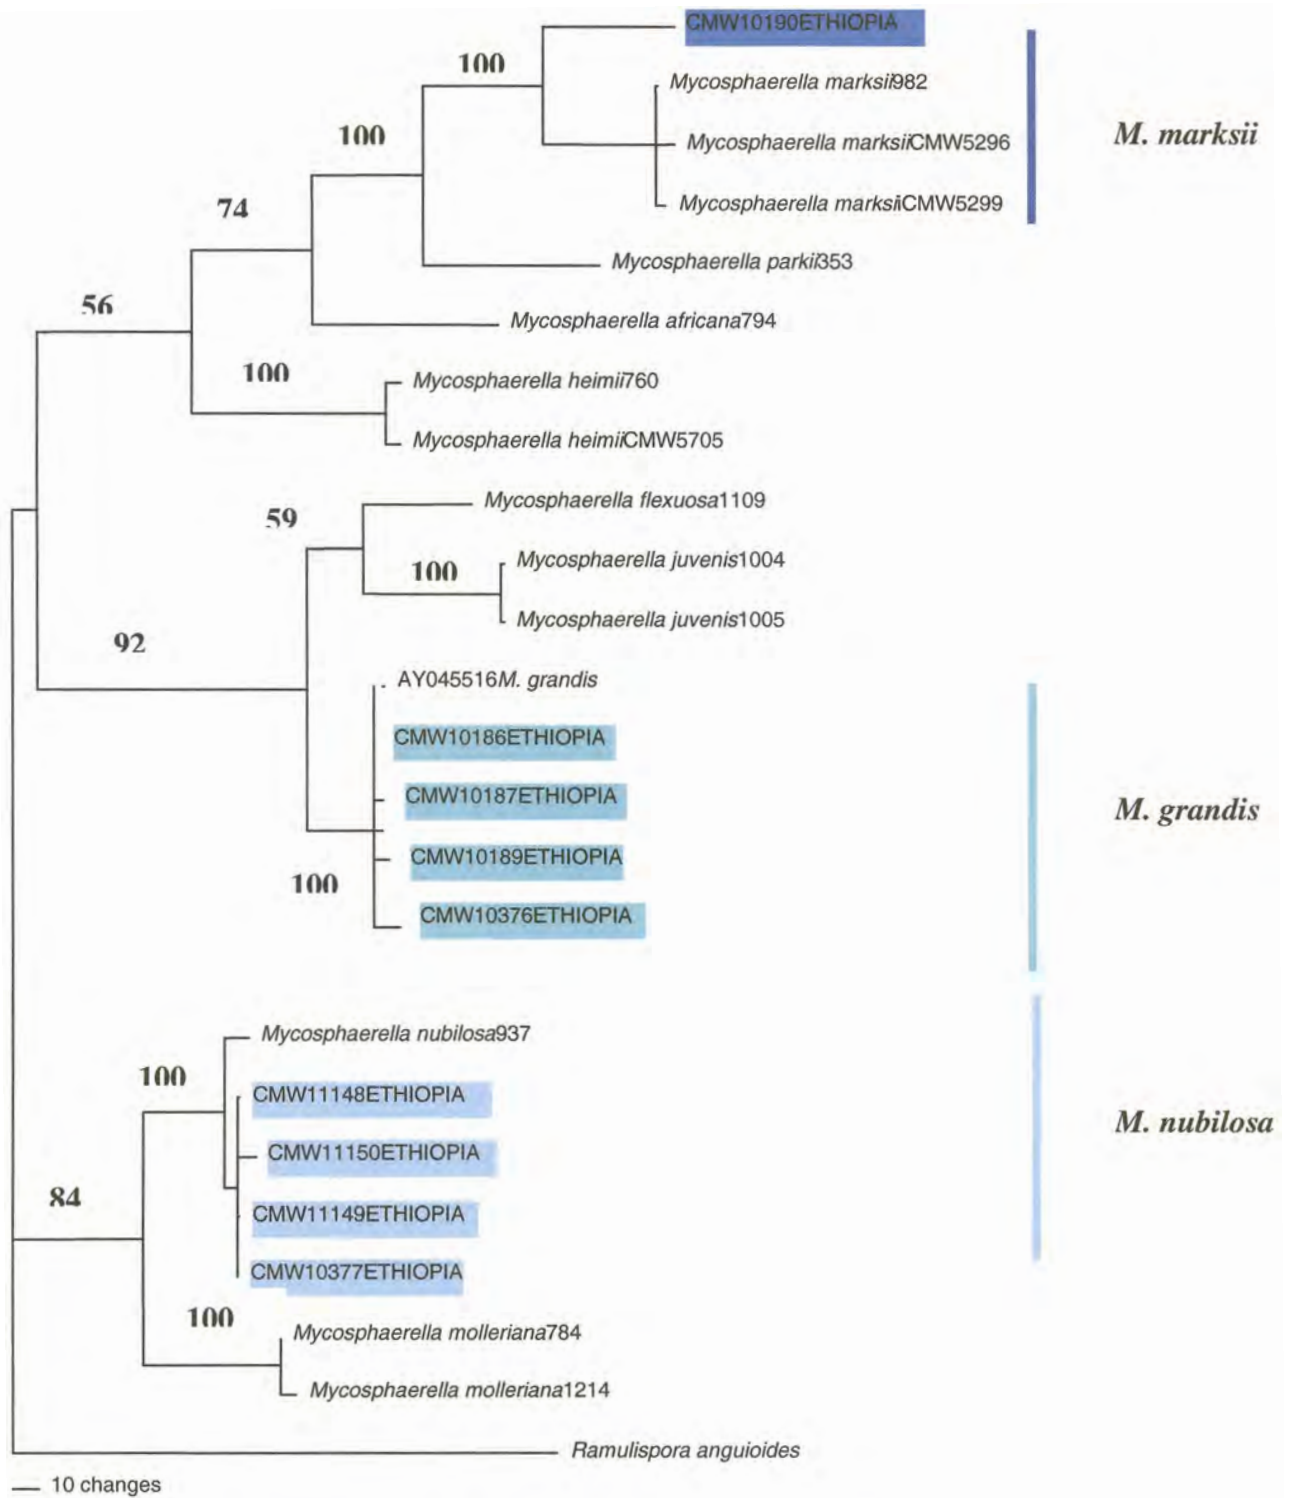 CMW10190ETHIOPIA
100
Mycosphaerella marksii982
100
M. marksii
Mycosphaerella marksiiCMW5296
74
Mycosphaerella marksiiCMW5299
Mycosphaerella parkii353
56
Mycosphaerella africana794
100
Mycosphaerella heimii760
Mycosphaerella heimiiCMW5705
Mycosphaerella flexuosa1109
59
Mycosphaerella juvenis1004
100
Mycosphaerella juvenis1005
92
AY045516M. grandis
CMW10186ETHIOPIA
CMW10187ETHIOPIA
M. grandis
CMW10189ETHIOPIA
100
CMW10376ETHIOPIA
Mycosphaerella nubilosa937
100
CMW11148ETHIOPIA
M. nubilosa
CMW11150ETHIOPIA
84
CMW11149ETHIOPIA
CMW10377ETHIOPIA
100
Mycosphaerella molleriana784
Mycosphaerella molleriana1214
Ramulispora anguioides
10 changes